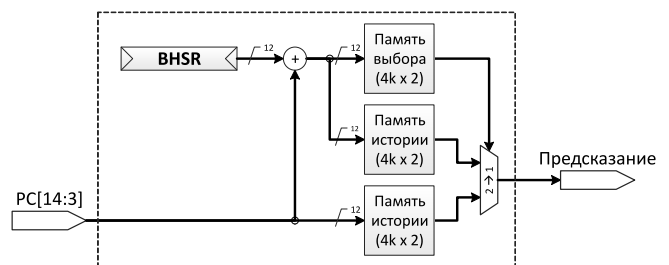 BHSR
12
+
12
Память
выбора
(4k x 2)
12
Память
истории
(4k x 2)
2 → 1
Предсказание
PC[14:3]
12
Память
истории
(4k x 2)